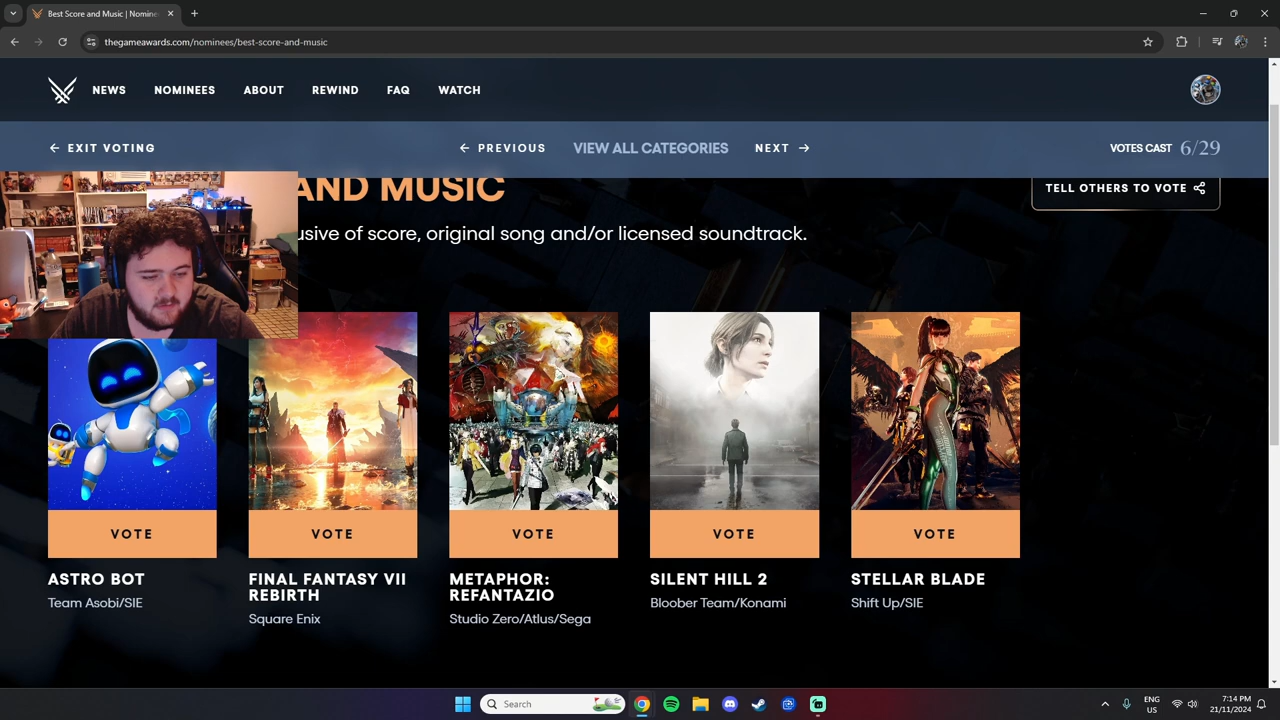 Best Score and Music | Nomine
thegameawards.com/nominees/best-score-and-music
NEWS NOMINEES ABOUT REWIND FAQ WATCH
EXIT VOTING
PREVIOUS VIEW ALL CATEGORIES NEXT
VOTES CAST 6/29
AND MUSIC
TELL OTHERS TO VOTE
usive of score, original song and/or licensed soundtrack.
VOTE VOTE VOTE VOTE VOTE
ASTRO BOT
Team Asobi/SIE
FINAL FANTASY VII
REBIRTH
Square Enix
METAPHOR:
REFANTAZIO
Studio Zero/Atlus/Sega
SILENT HILL 2
Bloober Team/Konami
STELLAR BLADE
Shift Up/SIE
Search
ENG
US
7:14 PM
21/11/2024